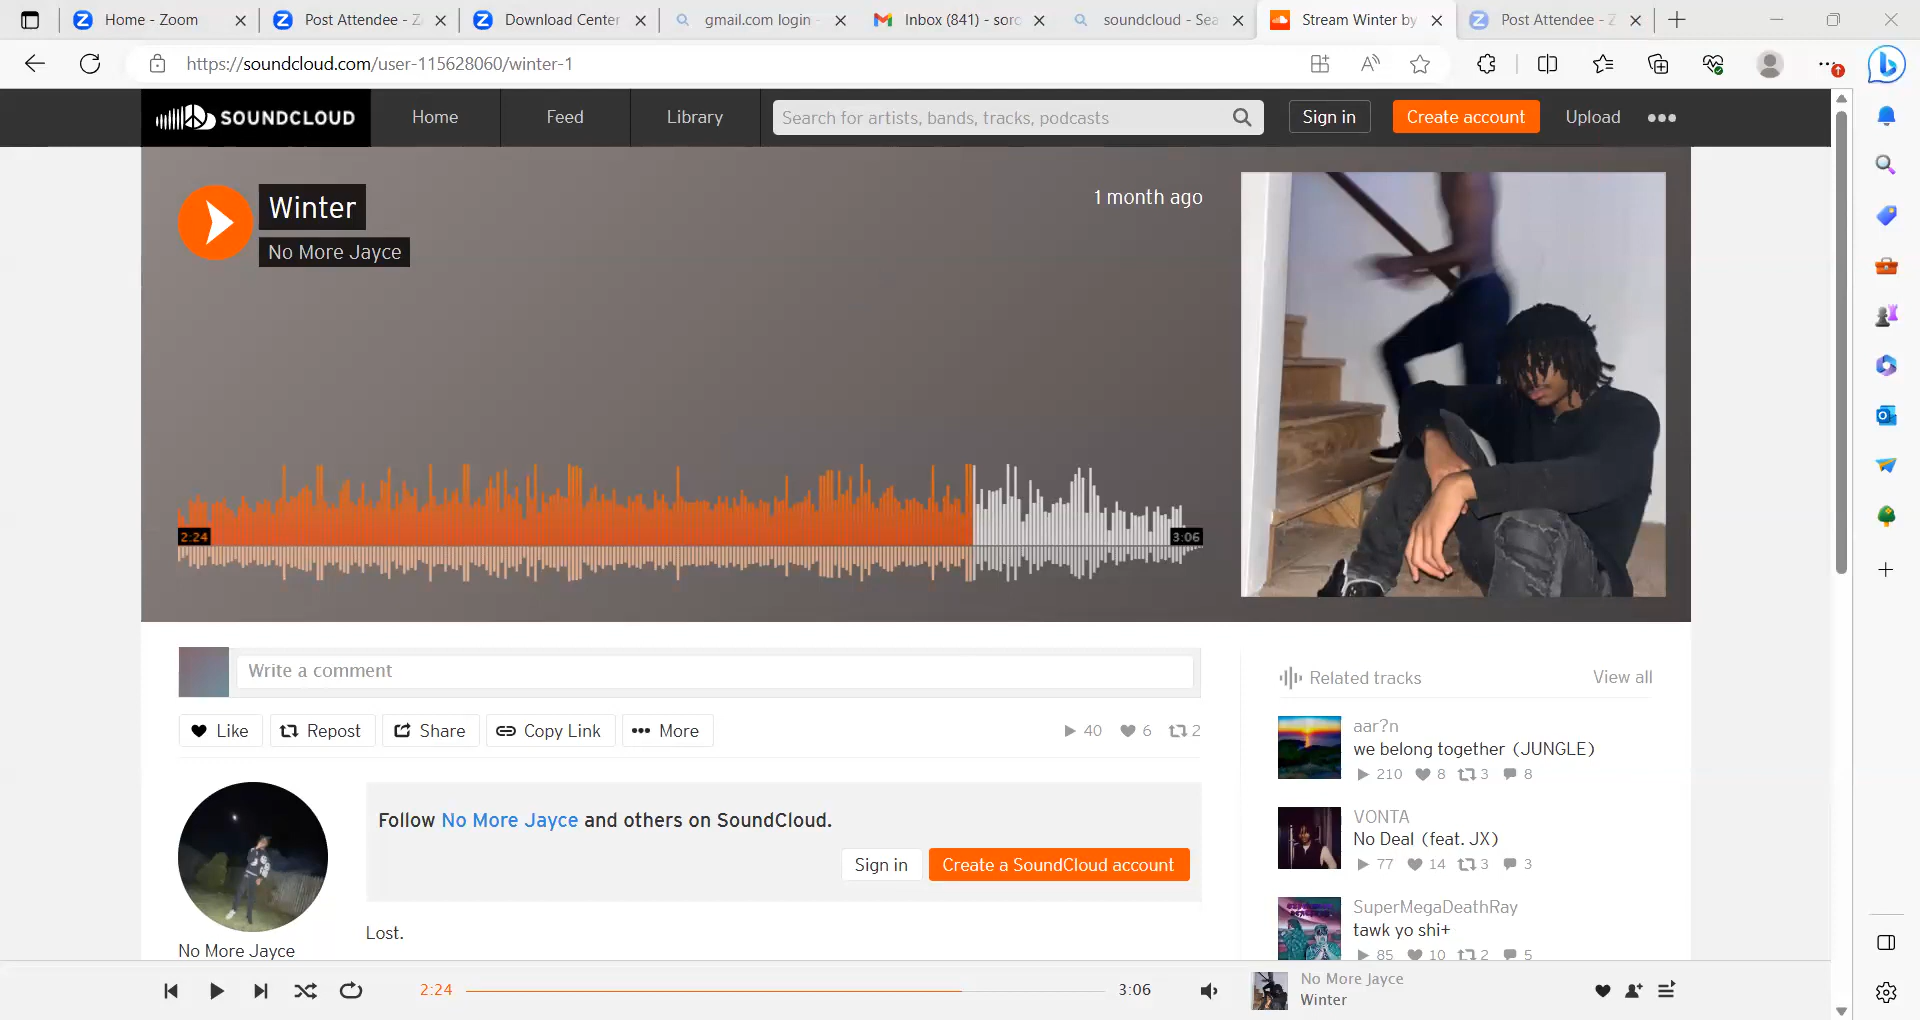 Home - Zoom
Post Attendee - Z
Download Center
gmail.com login -
Inbox (841) - soro
soundcloud - Sea
Stream Winter by
Post Attendee - Z
https://soundcloud.com/user-115628060/winter-1
SOUNDCLOUD
Home
Feed
Library
Search for artists, bands, tracks, podcasts
Sign in
Create account
Upload
Winter
1 month ago
No More Jayce
2:24
3:06
Write a comment
Like
Repost
Share
Copy Link
More
40
6
2
Related tracks
View all
aar?n
we belong together (JUNGLE)
210 8 3 8
VONTA
No Deal (feat. JX)
77 14 3 3
SuperMegaDeathRay
tawk yo shi+
85 10 2 5
Follow No More Jayce and others on SoundCloud.
Sign in
Create a SoundCloud account
Lost.
No More Jayce
2:24
3:06
No More Jayce
Winter